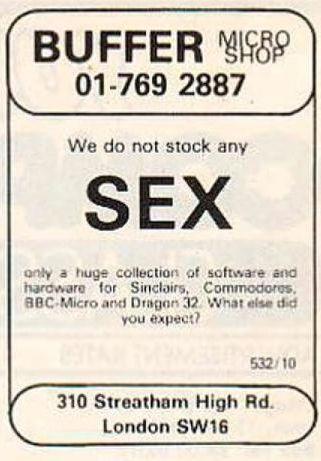 BUFFER MICRO SHOP
01-769 2887
We do not stock any
SEX
only a huge collection of software and
hardware for Sinclairs, Commodores,
BBC-Micro and Dragon 32. What else did
you expect?
532/10
310 Streatham High Rd.
London SW16